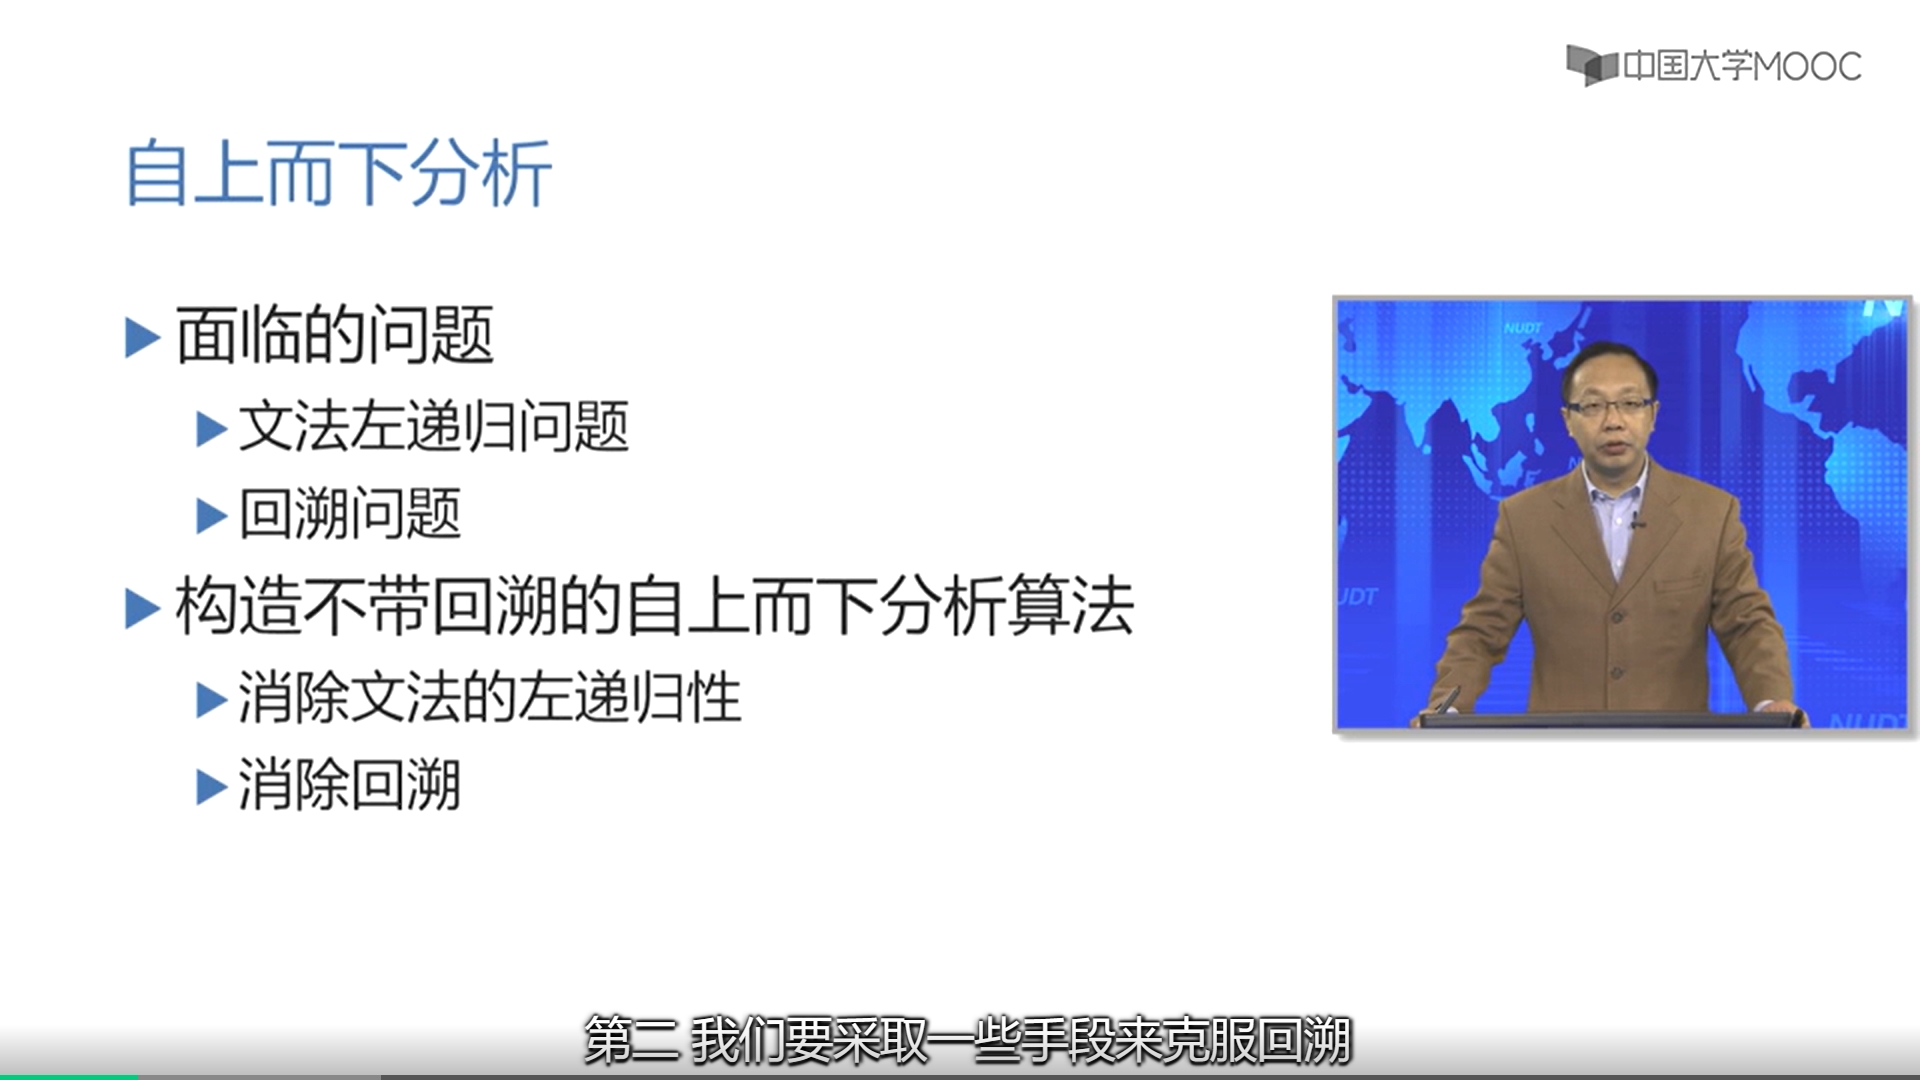 中国大学MOOC
自上而下分析
面临的问题
文法左递归问题
回溯问题
构造不带回溯的自上而下分析算法
消除文法的左递归性
消除回溯
NUDT
UDT
NUDT
第二 我们要采取一些手段来克服回溯